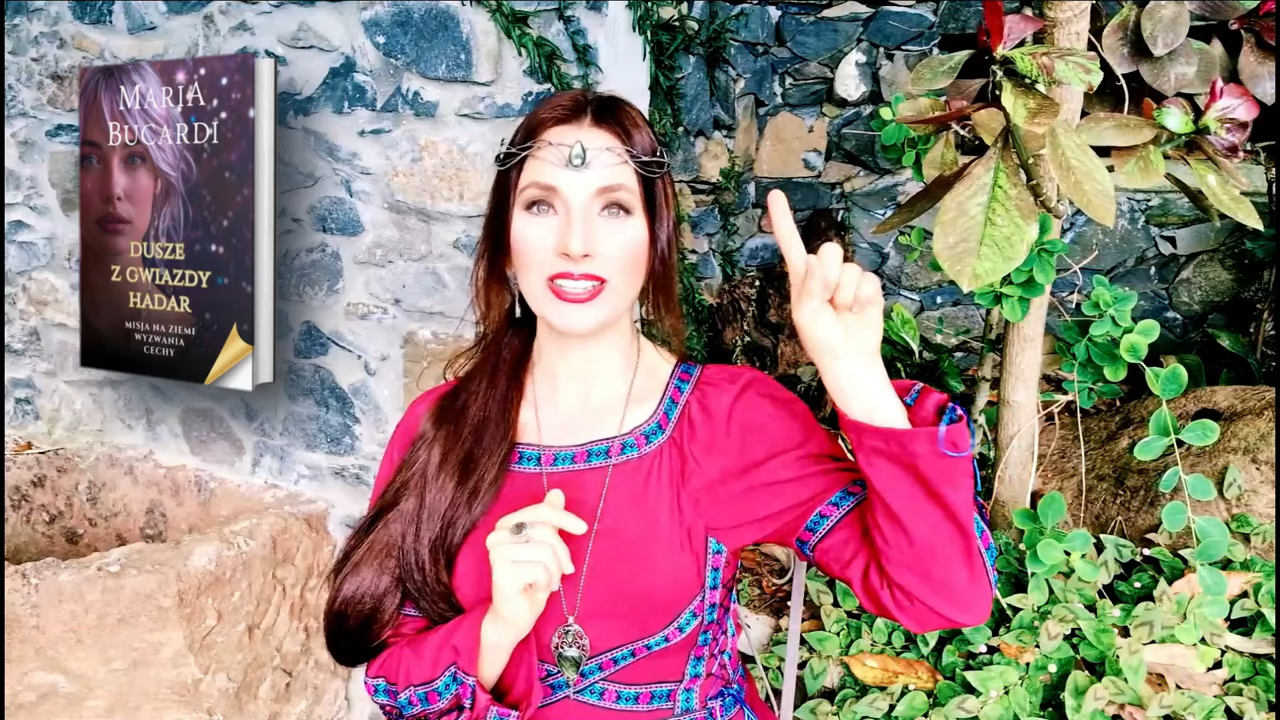 MARIA
BUCARDI
DUSZE
Z GWIAZDY
HADAR
MISJA NA ZIEMI
WYZWANIA
CECHY